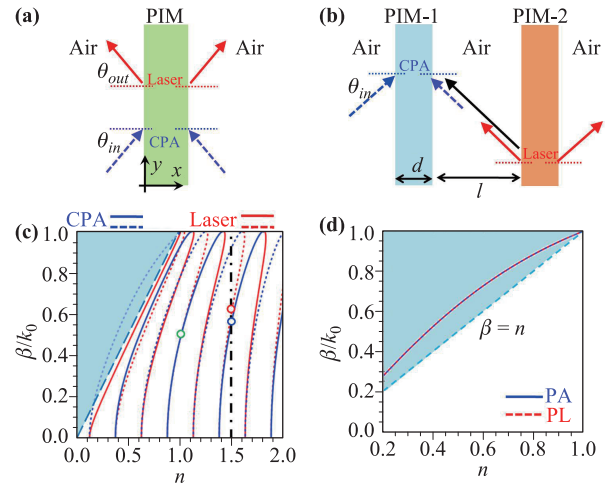 (a)
PIM
Air
Air
θout
Laser
θin
CPA
y
x
(b)
PIM-1
PIM-2
Air
Air
Air
CPA
θin
Laser
d
l
(c)
CPA
Laser
1.0
0.8
0.6
0.4
0.2
0.0
β/k0
0.0
0.5
1.0
1.5
2.0
n
(d)
1.0
0.8
0.6
0.4
0.2
0.0
β/k0
β = n
PA
PL
0.2
0.4
0.6
0.8
1.0
n